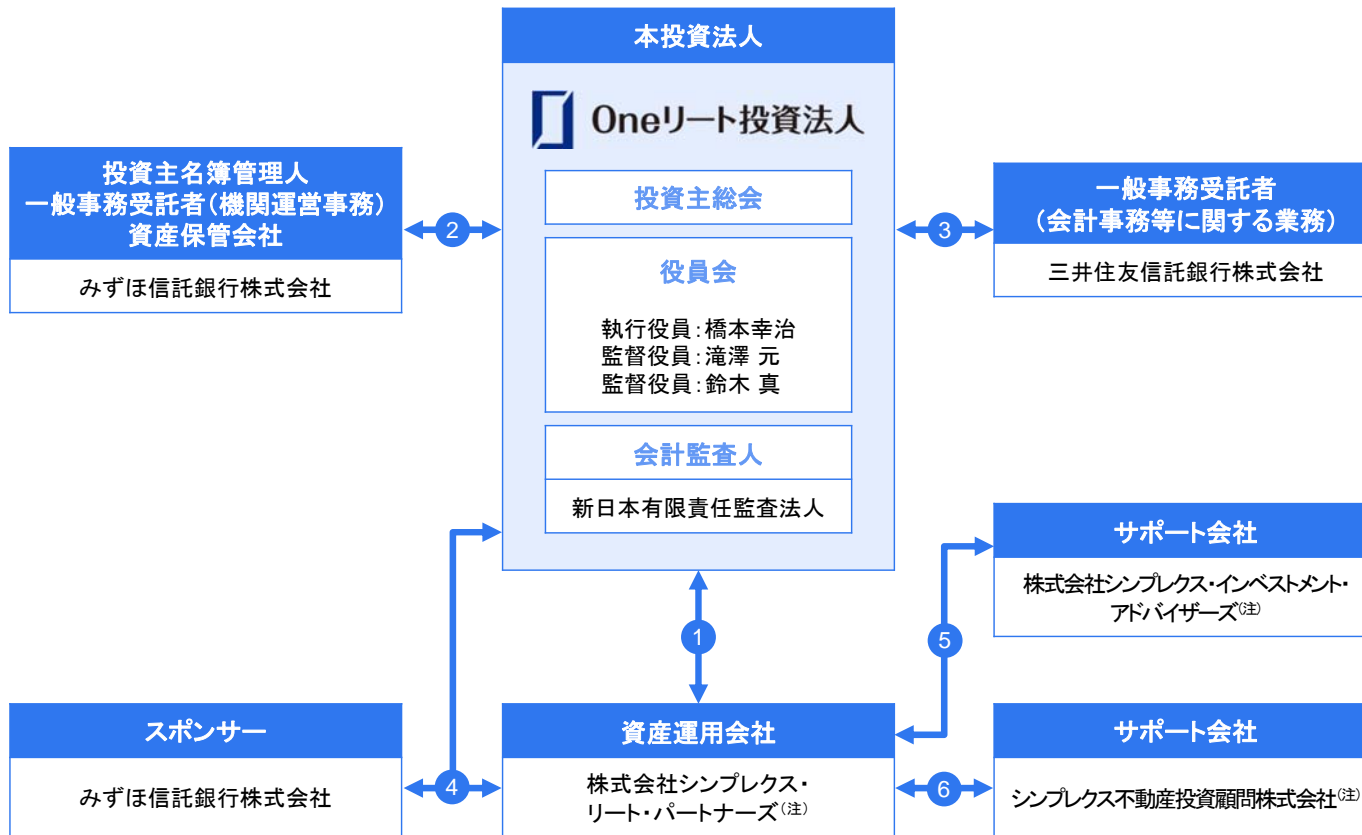 本投資法人
Oneリート投資法人
投資主総会
役員会
執行役員:橋本幸治
監督役員:滝澤 元
監督役員:鈴木 真
会計監査人
新日本有限責任監査法人
投資主名簿管理人
一般事務受託者(機関運営事務)
資産保管会社
みずほ信託銀行株式会社
2
3
一般事務受託者
(会計事務等に関する業務)
三井住友信託銀行株式会社
サポート会社
株式会社シンプレクス・インベストメント・
アドバイザーズ(注)
1
5
スポンサー
みずほ信託銀行株式会社
4
資産運用会社
株式会社シンプレクス・
リート・パートナーズ(注)
6
サポート会社
シンプレクス不動産投資顧問株式会社(注)